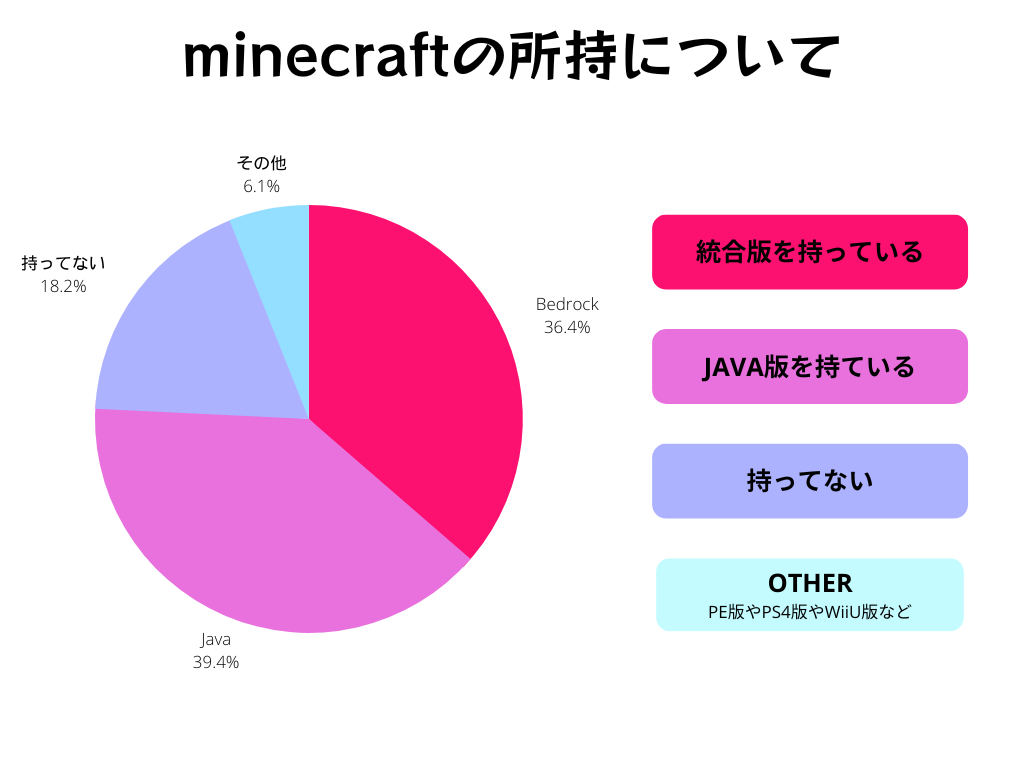 minecraftの所持について
その他
6.1%
持ってない
18.2%
Bedrock
36.4%
Java
39.4%
統合版を持っている
JAVA版を持ている
持ってない
OTHER
PE版やPS4版やWiiU版など